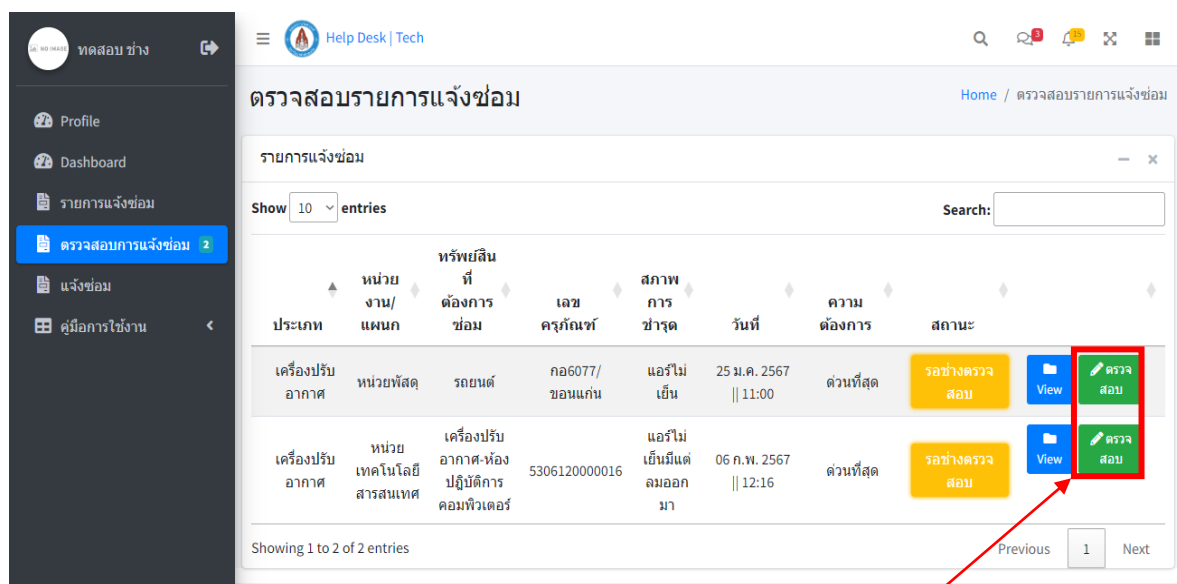 NO IMAGE
ทดสอบ ช่าง
Help Desk | Tech
3
15
Profile
Dashboard
รายการแจ้งซ่อม
ตรวจสอบการแจ้งซ่อม 2
แจ้งซ่อม
คู่มือการใช้งาน
ตรวจสอบรายการแจ้งซ่อม
Home / ตรวจสอบรายการแจ้งซ่อม
รายการแจ้งซ่อม
Show 10 entries
Search:
ประเภท
หน่วย
งาน/
แผนก
ทรัพย์สิน
ที่
ต้องการ
ซ่อม
เลข
ครุภัณฑ์
สภาพ
การ
ชำรุด
วันที่
ความ
ต้องการ
สถานะ
เครื่องปรับ
อากาศ
หน่วยพัสดุ
รถยนต์
กอ6077/
ขอนแก่น
แอร์ไม่
เย็น
25 ม.ค. 2567
|| 11:00
ด่วนที่สุด
รอช่างตรวจ
สอบ
View
ตรวจ
สอบ
เครื่องปรับ
อากาศ
หน่วย
เทคโนโลยี
สารสนเทศ
เครื่องปรับ
อากาศ-ห้อง
ปฏิบัติการ
คอมพิวเตอร์
5306120000016
แอร์ไม่
เย็นมีแต่
ลมออก
มา
06 ก.พ. 2567
|| 12:16
ด่วนที่สุด
รอช่างตรวจ
สอบ
View
ตรวจ
สอบ
Showing 1 to 2 of 2 entries
Previous 1 Next